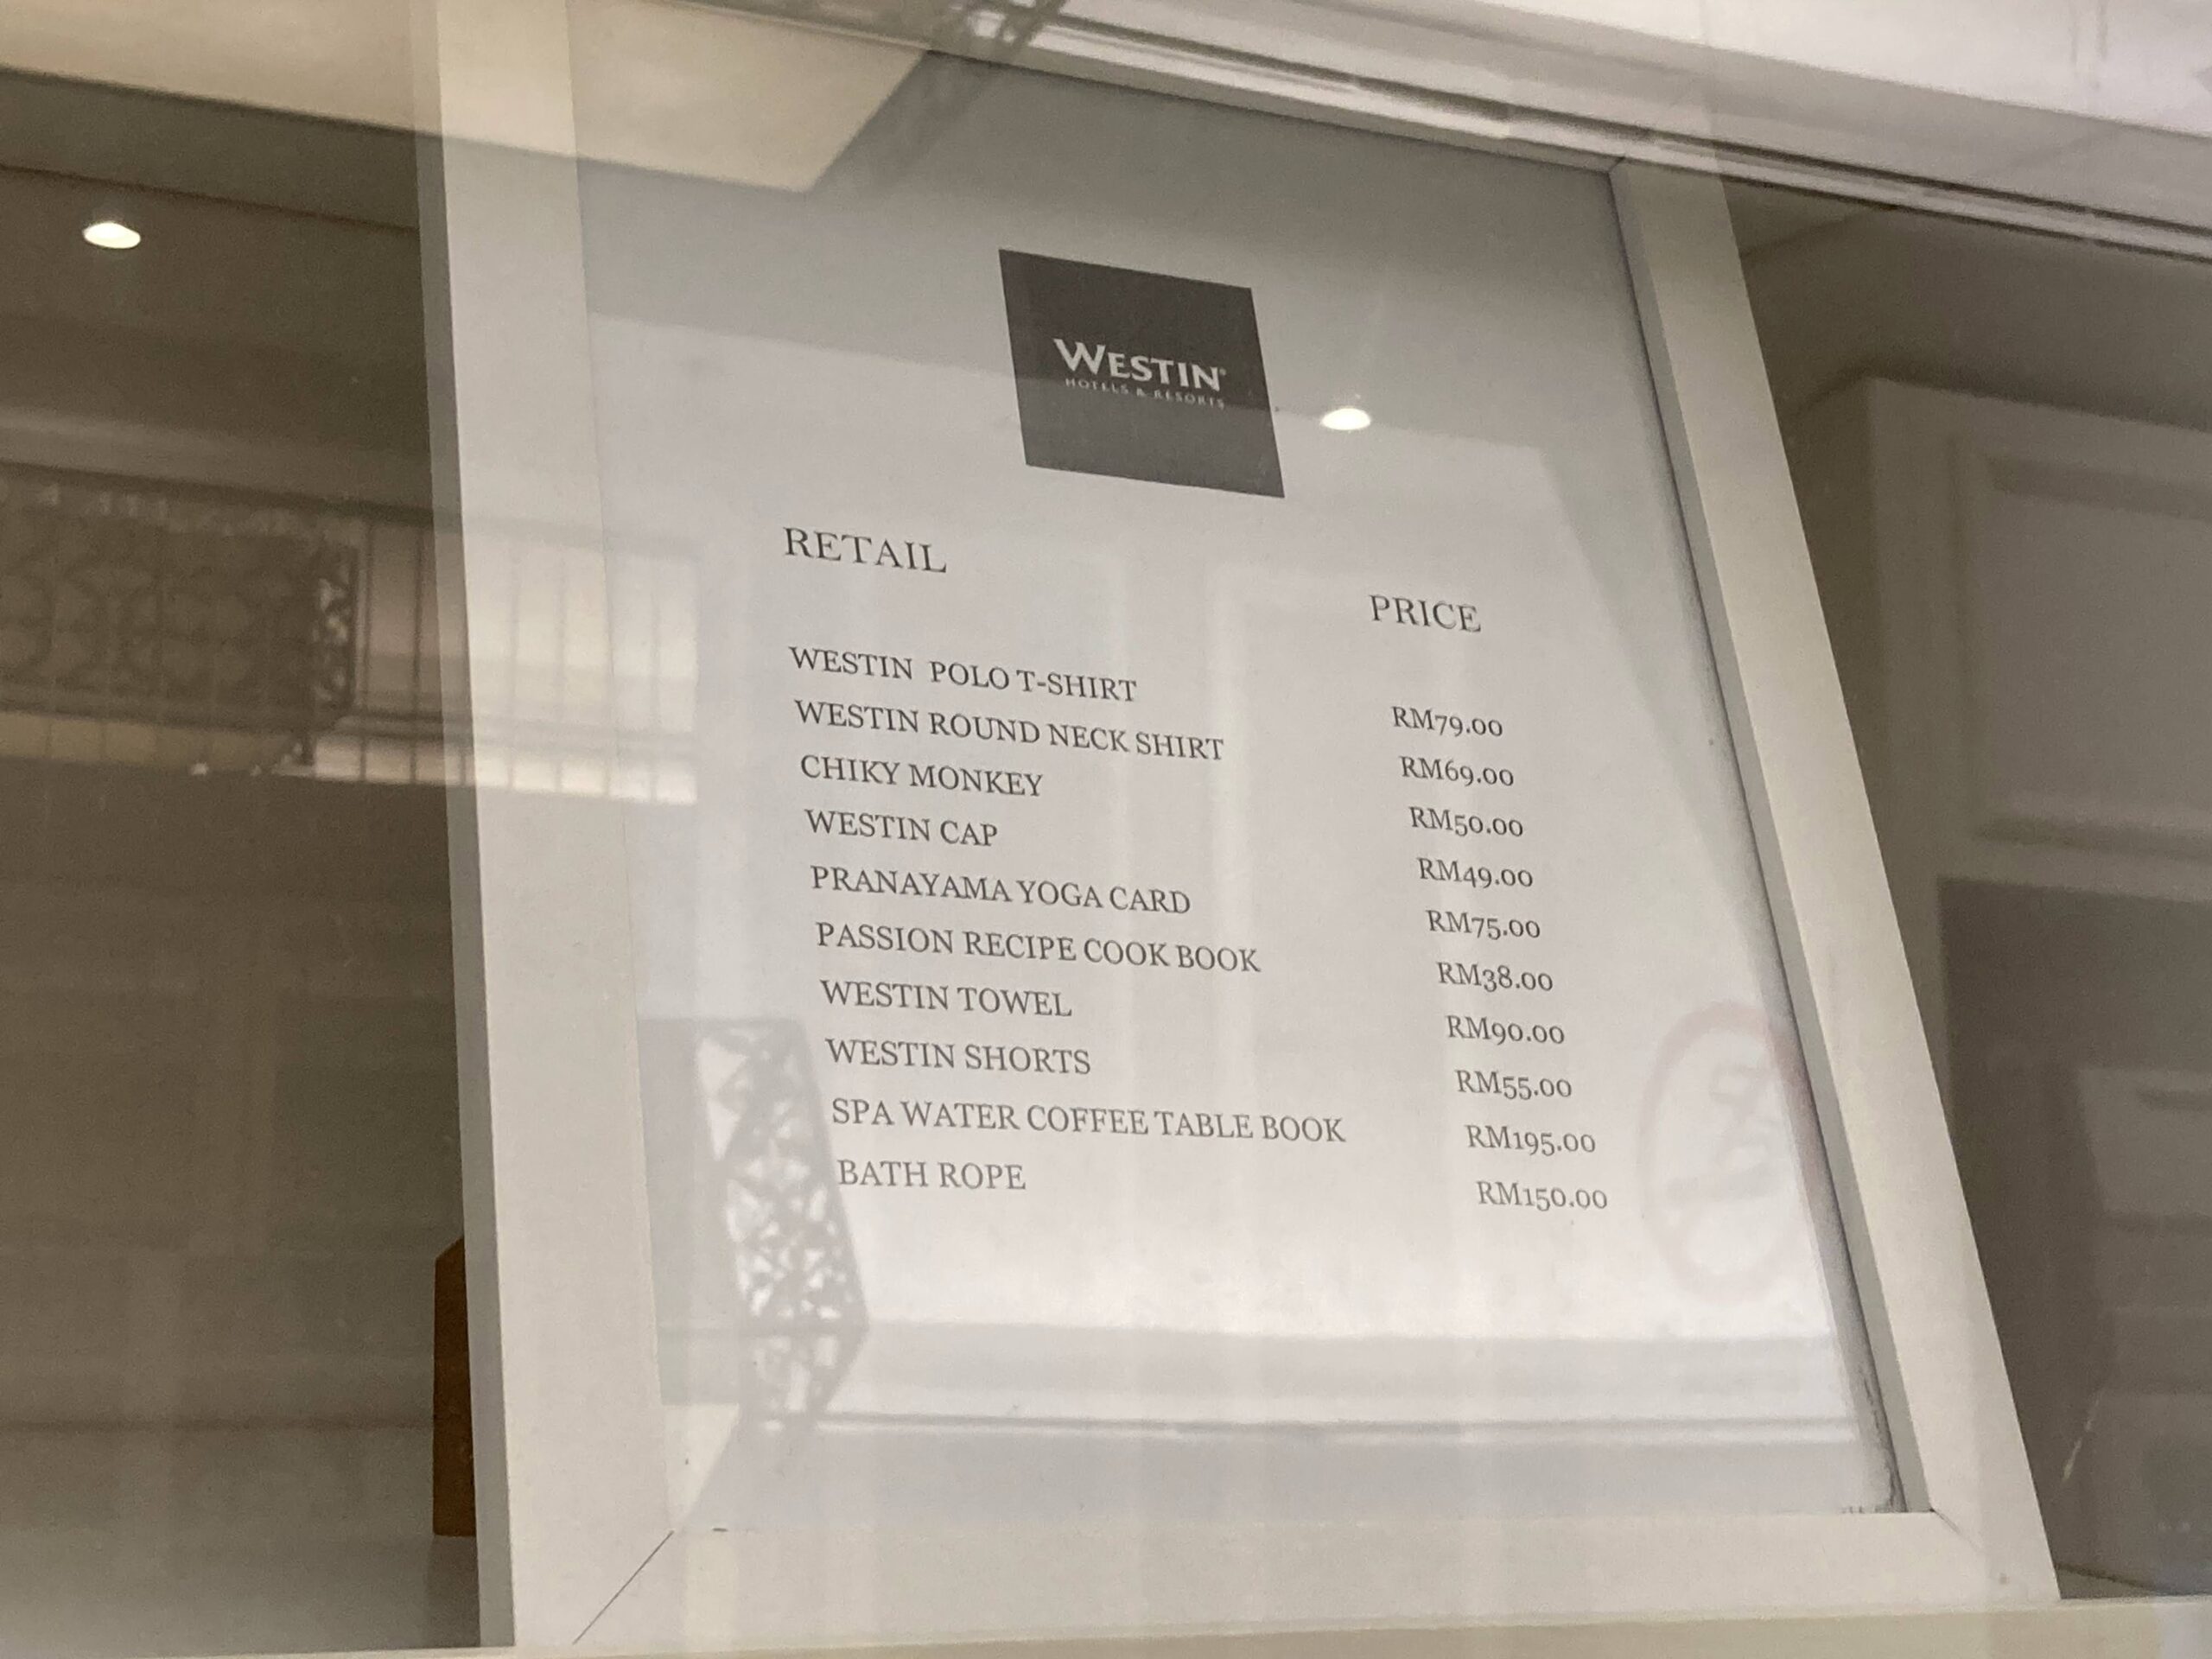 WESTIN®
HOTELS & RESORTS
RETAIL PRICE
WESTIN POLO T-SHIRT RM79.00
WESTIN ROUND NECK SHIRT RM69.00
CHIKY MONKEY RM50.00
WESTIN CAP RM49.00
PRANAYAMA YOGA CARD RM75.00
PASSION RECIPE COOK BOOK RM38.00
WESTIN TOWEL RM90.00
WESTIN SHORTS RM55.00
SPA WATER COFFEE TABLE BOOK RM195.00
BATH ROPE RM150.00